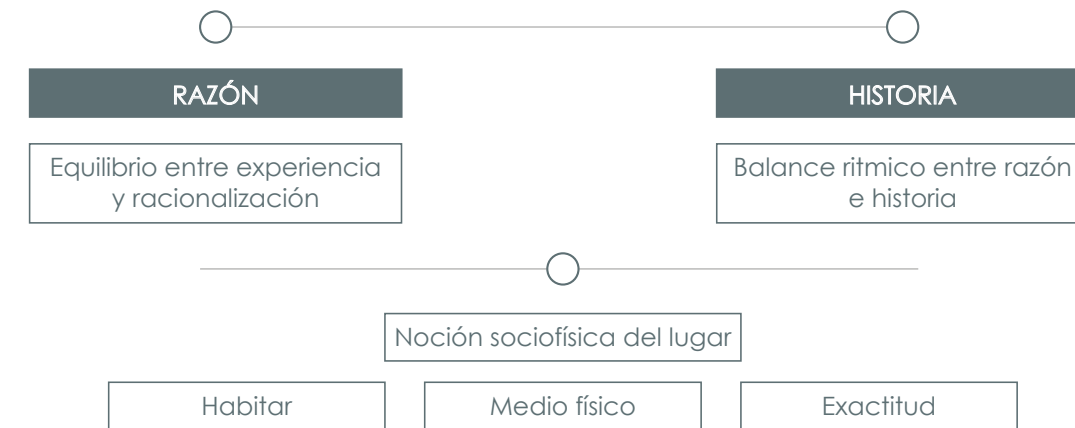 RAZÓN
HISTORIA
Equilibrio entre experiencia
y racionalización
Balance ritmico entre razón
e historia
Noción sociofísica del lugar
Habitar
Medio físico
Exactitud